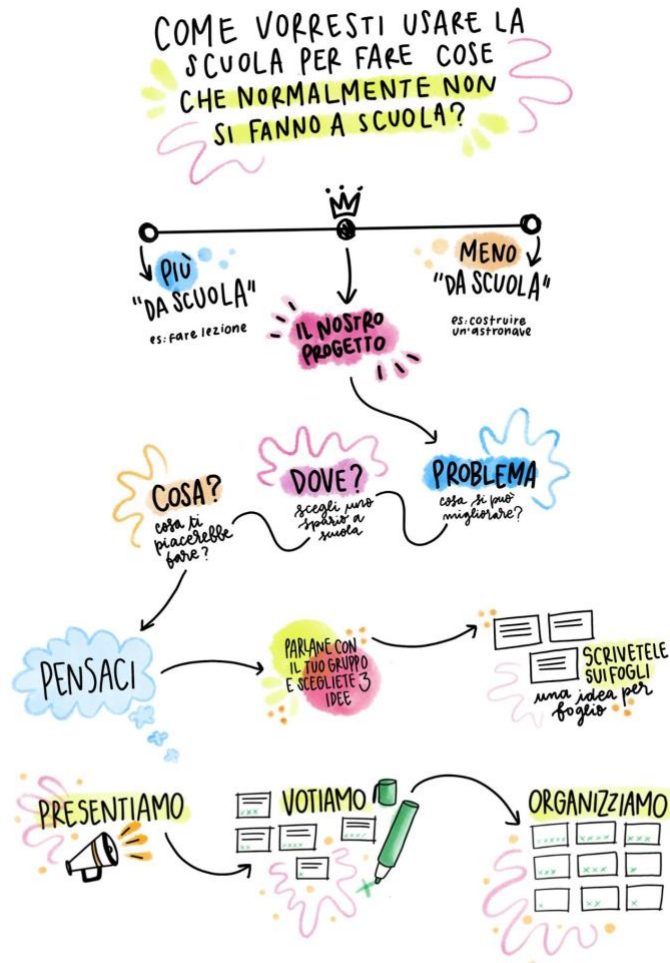 COME VORRESTI USARE LA
SCUOLA PER FARE COSE
CHE NORMALMENTE NON
SI FANNO A SCUOLA?
PIÙ
"DA SCUOLA"
es: fare lezione
MENO
"DA SCUOLA"
es: costruire
un'astronave
IL NOSTRO
PROGETTO
PROBLEMA
cosa si può
migliorare?
DOVE?
scegli uno
spazio a
scuola
COSA?
cosa ti
piacerebbe
fare?
PENSACI
PARLANE CON
IL TUO GRUPPO
E SCEGLIETE 3
IDEE
SCRIVETELE
SUI FOGLI
una idea per
foglio
PRESENTIAMO
VOTIAMO
ORGANIZZIAMO